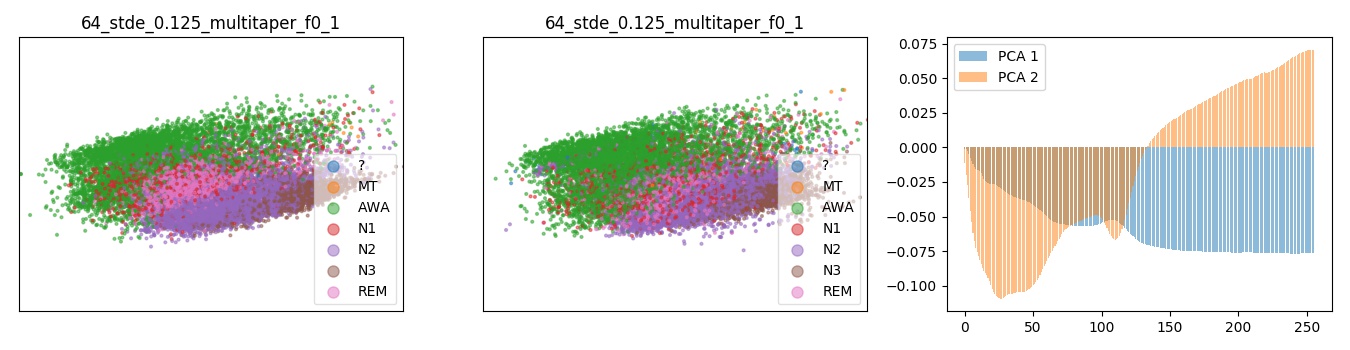 64_stde_0.125_multitaper_f0_1
?
MT
AWA
N1
N2
N3
REM
64_stde_0.125_multitaper_f0_1
?
MT
AWA
N1
N2
N3
REM
PCA 1
PCA 2
0.075
0.050
0.025
0.000
−0.025
−0.050
−0.075
−0.100
0 50 100 150 200 250